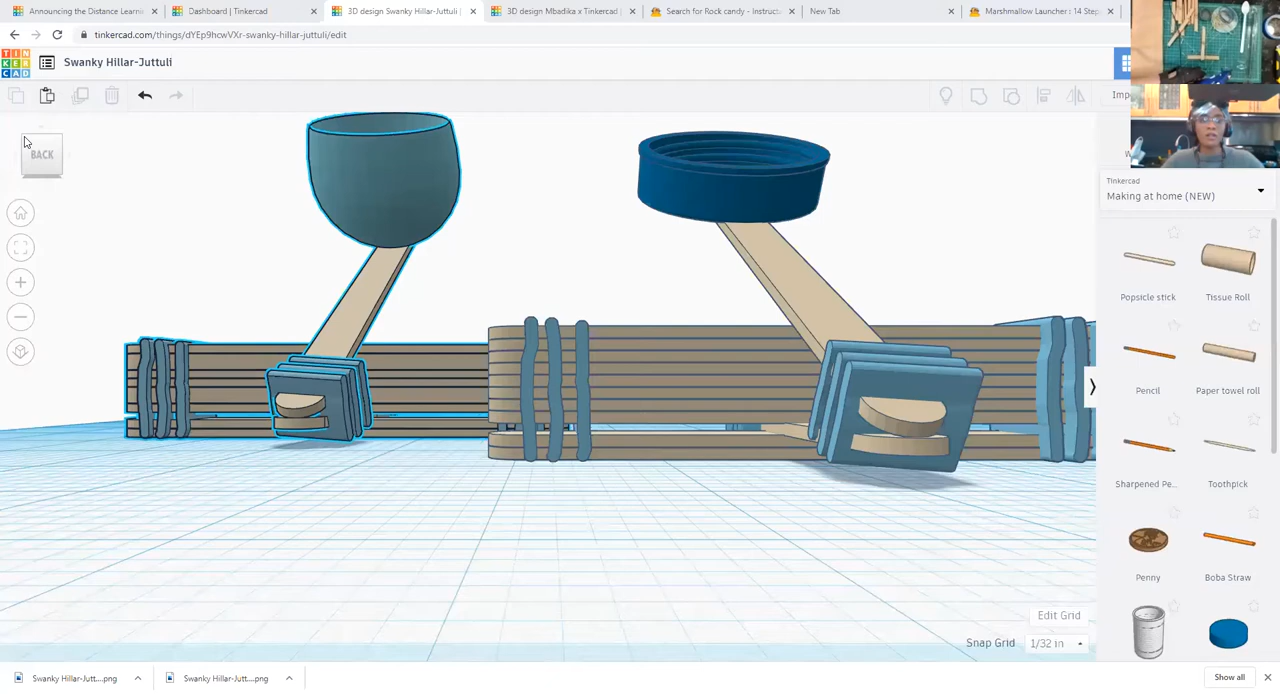 Announcing the Distance Learni
Dashboard | Tinkercad
3D design Swanky Hillar-Juttuli |
3D design Mbadika x Tinkercad |
Search for Rock candy - Instruct
New Tab
Marshmallow Launcher : 14 Step
tinkercad.com/things/dYEp9hcwVXr-swanky-hillar-juttuli/edit
TIN
KER
CAD
Swanky Hillar-Juttuli
Imp
BACK
Tinkercad
Making at home (NEW)
Popsicle stick
Tissue Roll
Pencil
Paper towel roll
Sharpened Pe...
Toothpick
Penny
Boba Straw
Edit Grid
Snap Grid
1/32 in
Swanky Hillar-Jutt....png
Swanky Hillar-Jutt....png
Show all